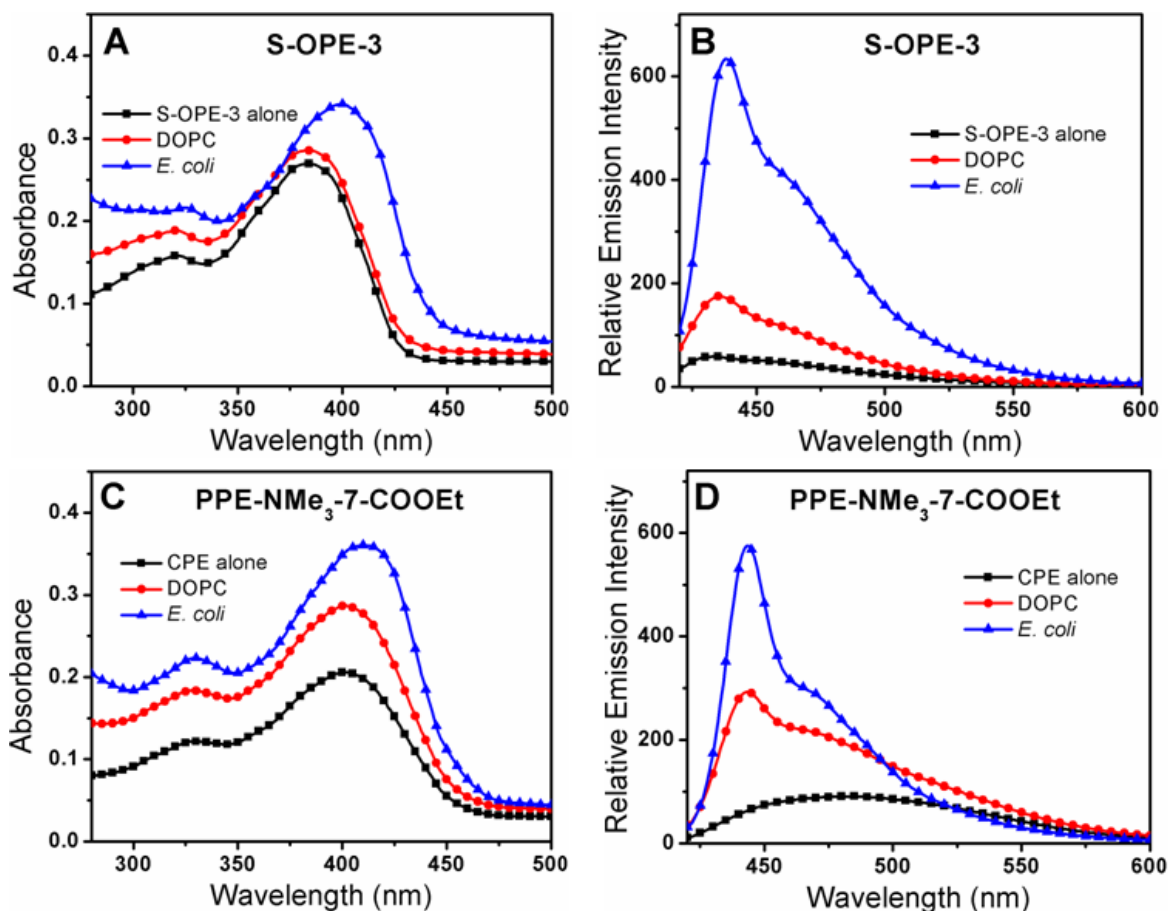 A
S-OPE-3
S-OPE-3 alone
DOPC
E. coli
Absorbance
0.4
0.3
0.2
0.1
0.0
300 350 400 450 500
Wavelength (nm)
B
S-OPE-3
S-OPE-3 alone
DOPC
E. coli
Relative Emission Intensity
600
400
200
0
450 500 550 600
Wavelength (nm)
C
PPE-NMe₃-7-COOEt
CPE alone
DOPC
E. coli
Absorbance
0.4
0.3
0.2
0.1
0.0
300 350 400 450 500
Wavelength (nm)
D
PPE-NMe₃-7-COOEt
CPE alone
DOPC
E. coli
Relative Emission Intensity
600
400
200
0
450 500 550 600
Wavelength (nm)